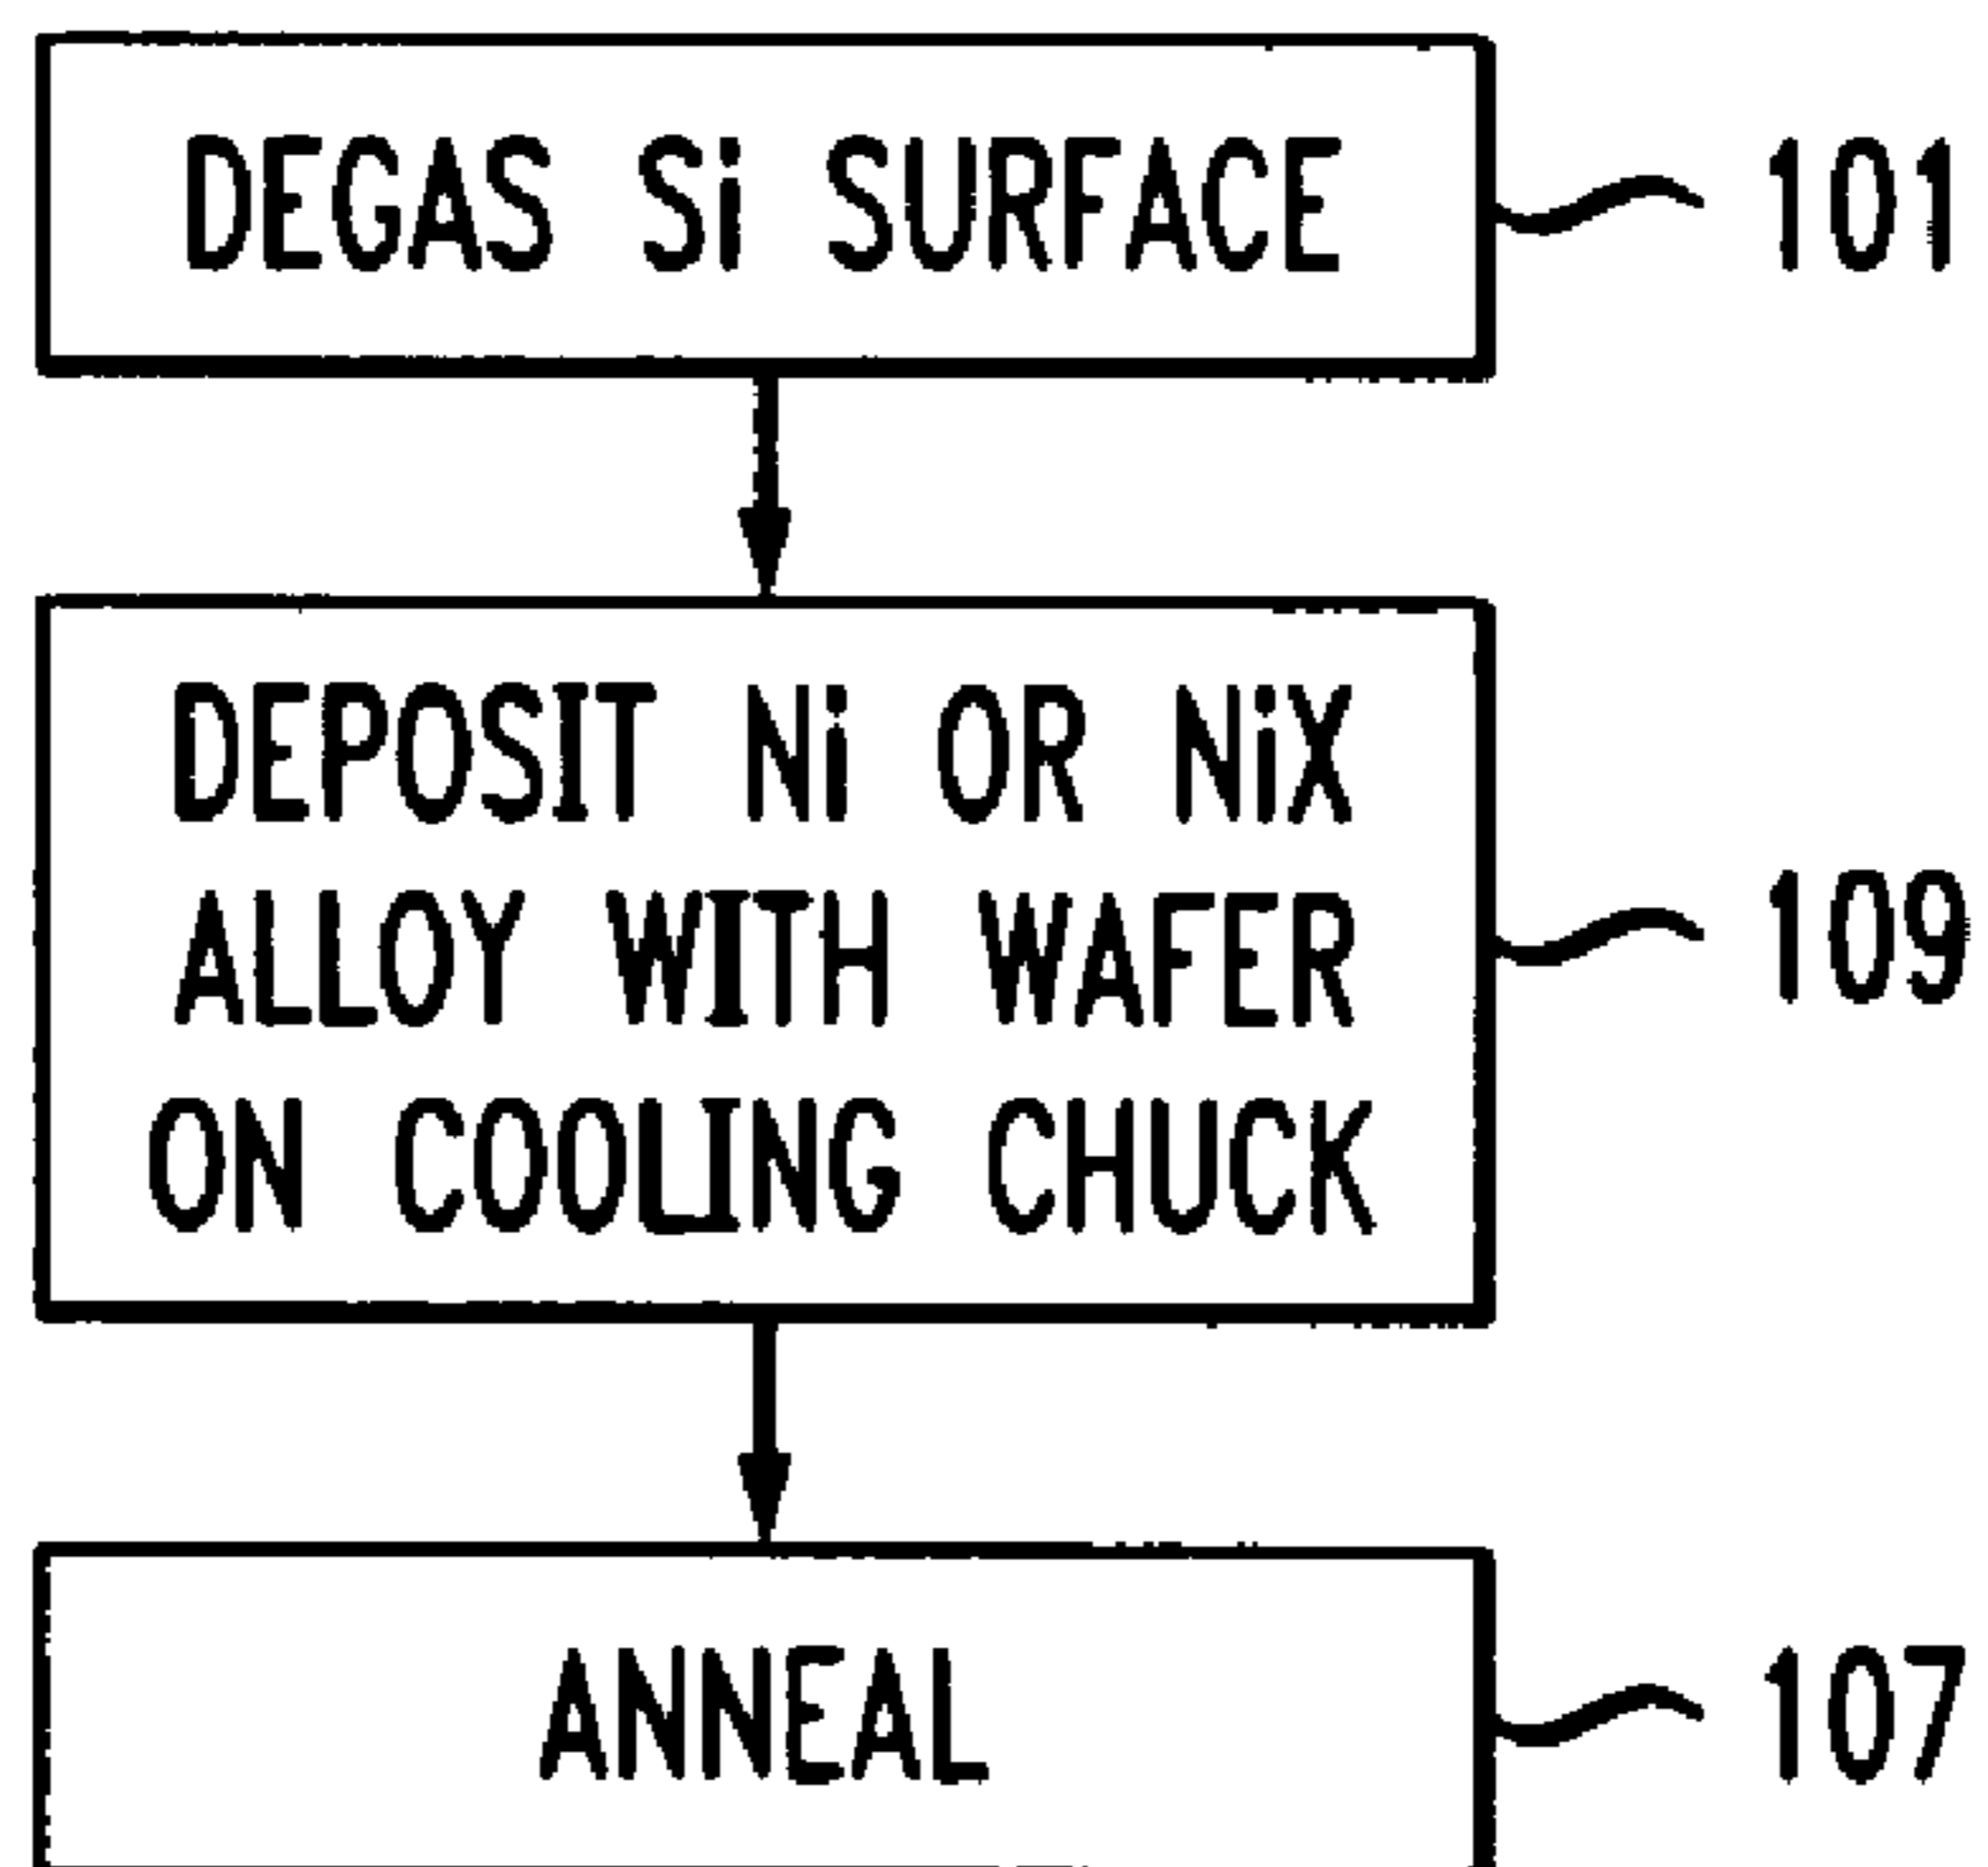 DEGAS Si SURFACE
101
DEPOSIT Ni OR NiX
ALLOY WITH WAFER
ON COOLING CHUCK
109
ANNEAL
107